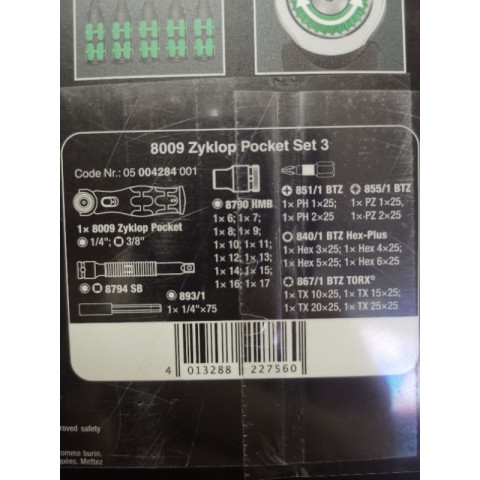 8009 Zyklop Pocket Set 3
Code Nr.: 05 004284 001
1× 8009 Zyklop Pocket
1/4"; 3/8"
8794 SB
893/1
1× 1/4"×75
8790 HMB
1× 6; 1× 7;
1× 8; 1× 9;
1× 10; 1× 11;
1× 12; 1× 13;
1× 14; 1× 15;
1× 16; 1× 17
851/1 BTZ
1× PH 1×25;
1× PH 2×25
855/1 BTZ
1× PZ 1×25,
1× PZ 2×25
840/1 BTZ Hex-Plus
1× Hex 3×25; 1× Hex 4×25;
1× Hex 5×25; 1× Hex 6×25
867/1 BTZ TORX®
1× TX 10×25, 1× TX 15×25;
1× TX 20×25, 1× TX 25×25
4 013288 227560
roved safety
comme burin.
Mettez